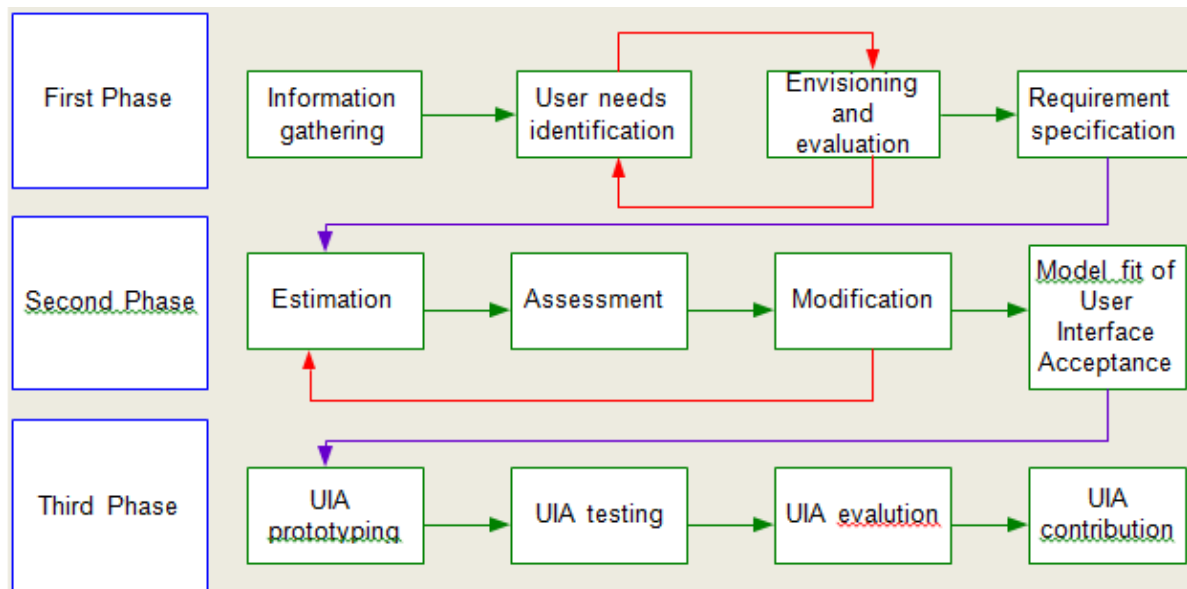 First Phase
Information
gathering
User needs
identification
Envisioning
and
evaluation
Requirement
specification
Second Phase
Estimation
Assessment
Modification
Model fit of
User
Interface
Acceptance
Third Phase
UIA
prototyping
UIA testing
UIA evalution
UIA
contribution